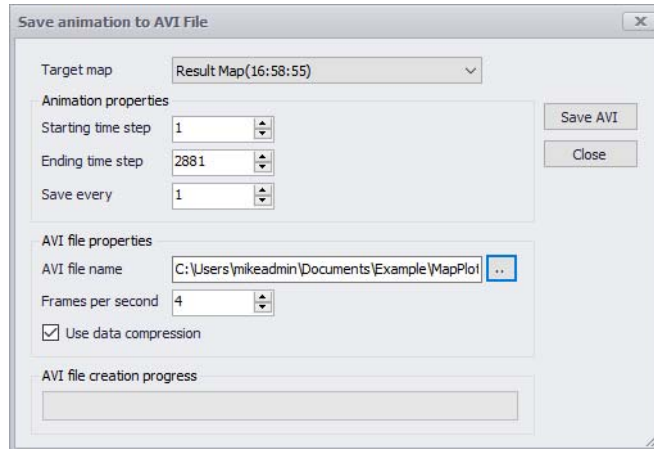 Save animation to AVI File
Target map Result Map(16:58:55)
Animation properties
Starting time step 1
Save AVI
Ending time step 2881
Close
Save every 1
AVI file properties
AVI file name C:\Users\mikeadmin\Documents\Example\MapPlot ..
Frames per second 4
Use data compression
AVI file creation progress